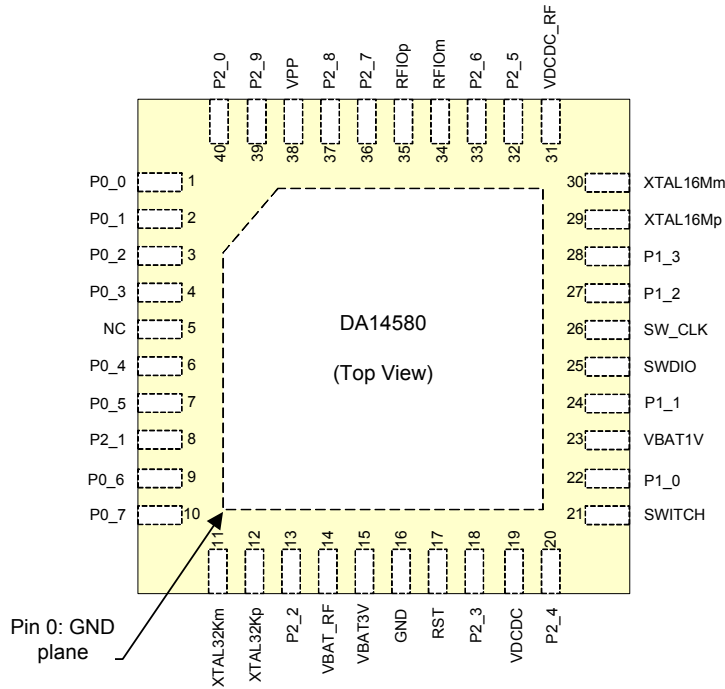 P2_0
P2_9
VPP
P2_8
P2_7
RFIOp
RFIOm
P2_6
P2_5
VDCDC_RF
40
39
38
37
36
35
34
33
32
31
P0_0 1
P0_1 2
P0_2 3
P0_3 4
NC 5
P0_4 6
P0_5 7
P2_1 8
P0_6 9
P0_7 10
DA14580
(Top View)
30 XTAL16Mm
29 XTAL16Mp
28 P1_3
27 P1_2
26 SW_CLK
25 SWDIO
24 P1_1
23 VBAT1V
22 P1_0
21 SWITCH
11
12
13
14
15
16
17
18
19
20
XTAL32Km
XTAL32Kp
P2_2
VBAT_RF
VBAT3V
GND
RST
P2_3
VDCDC
P2_4
Pin 0: GND
plane